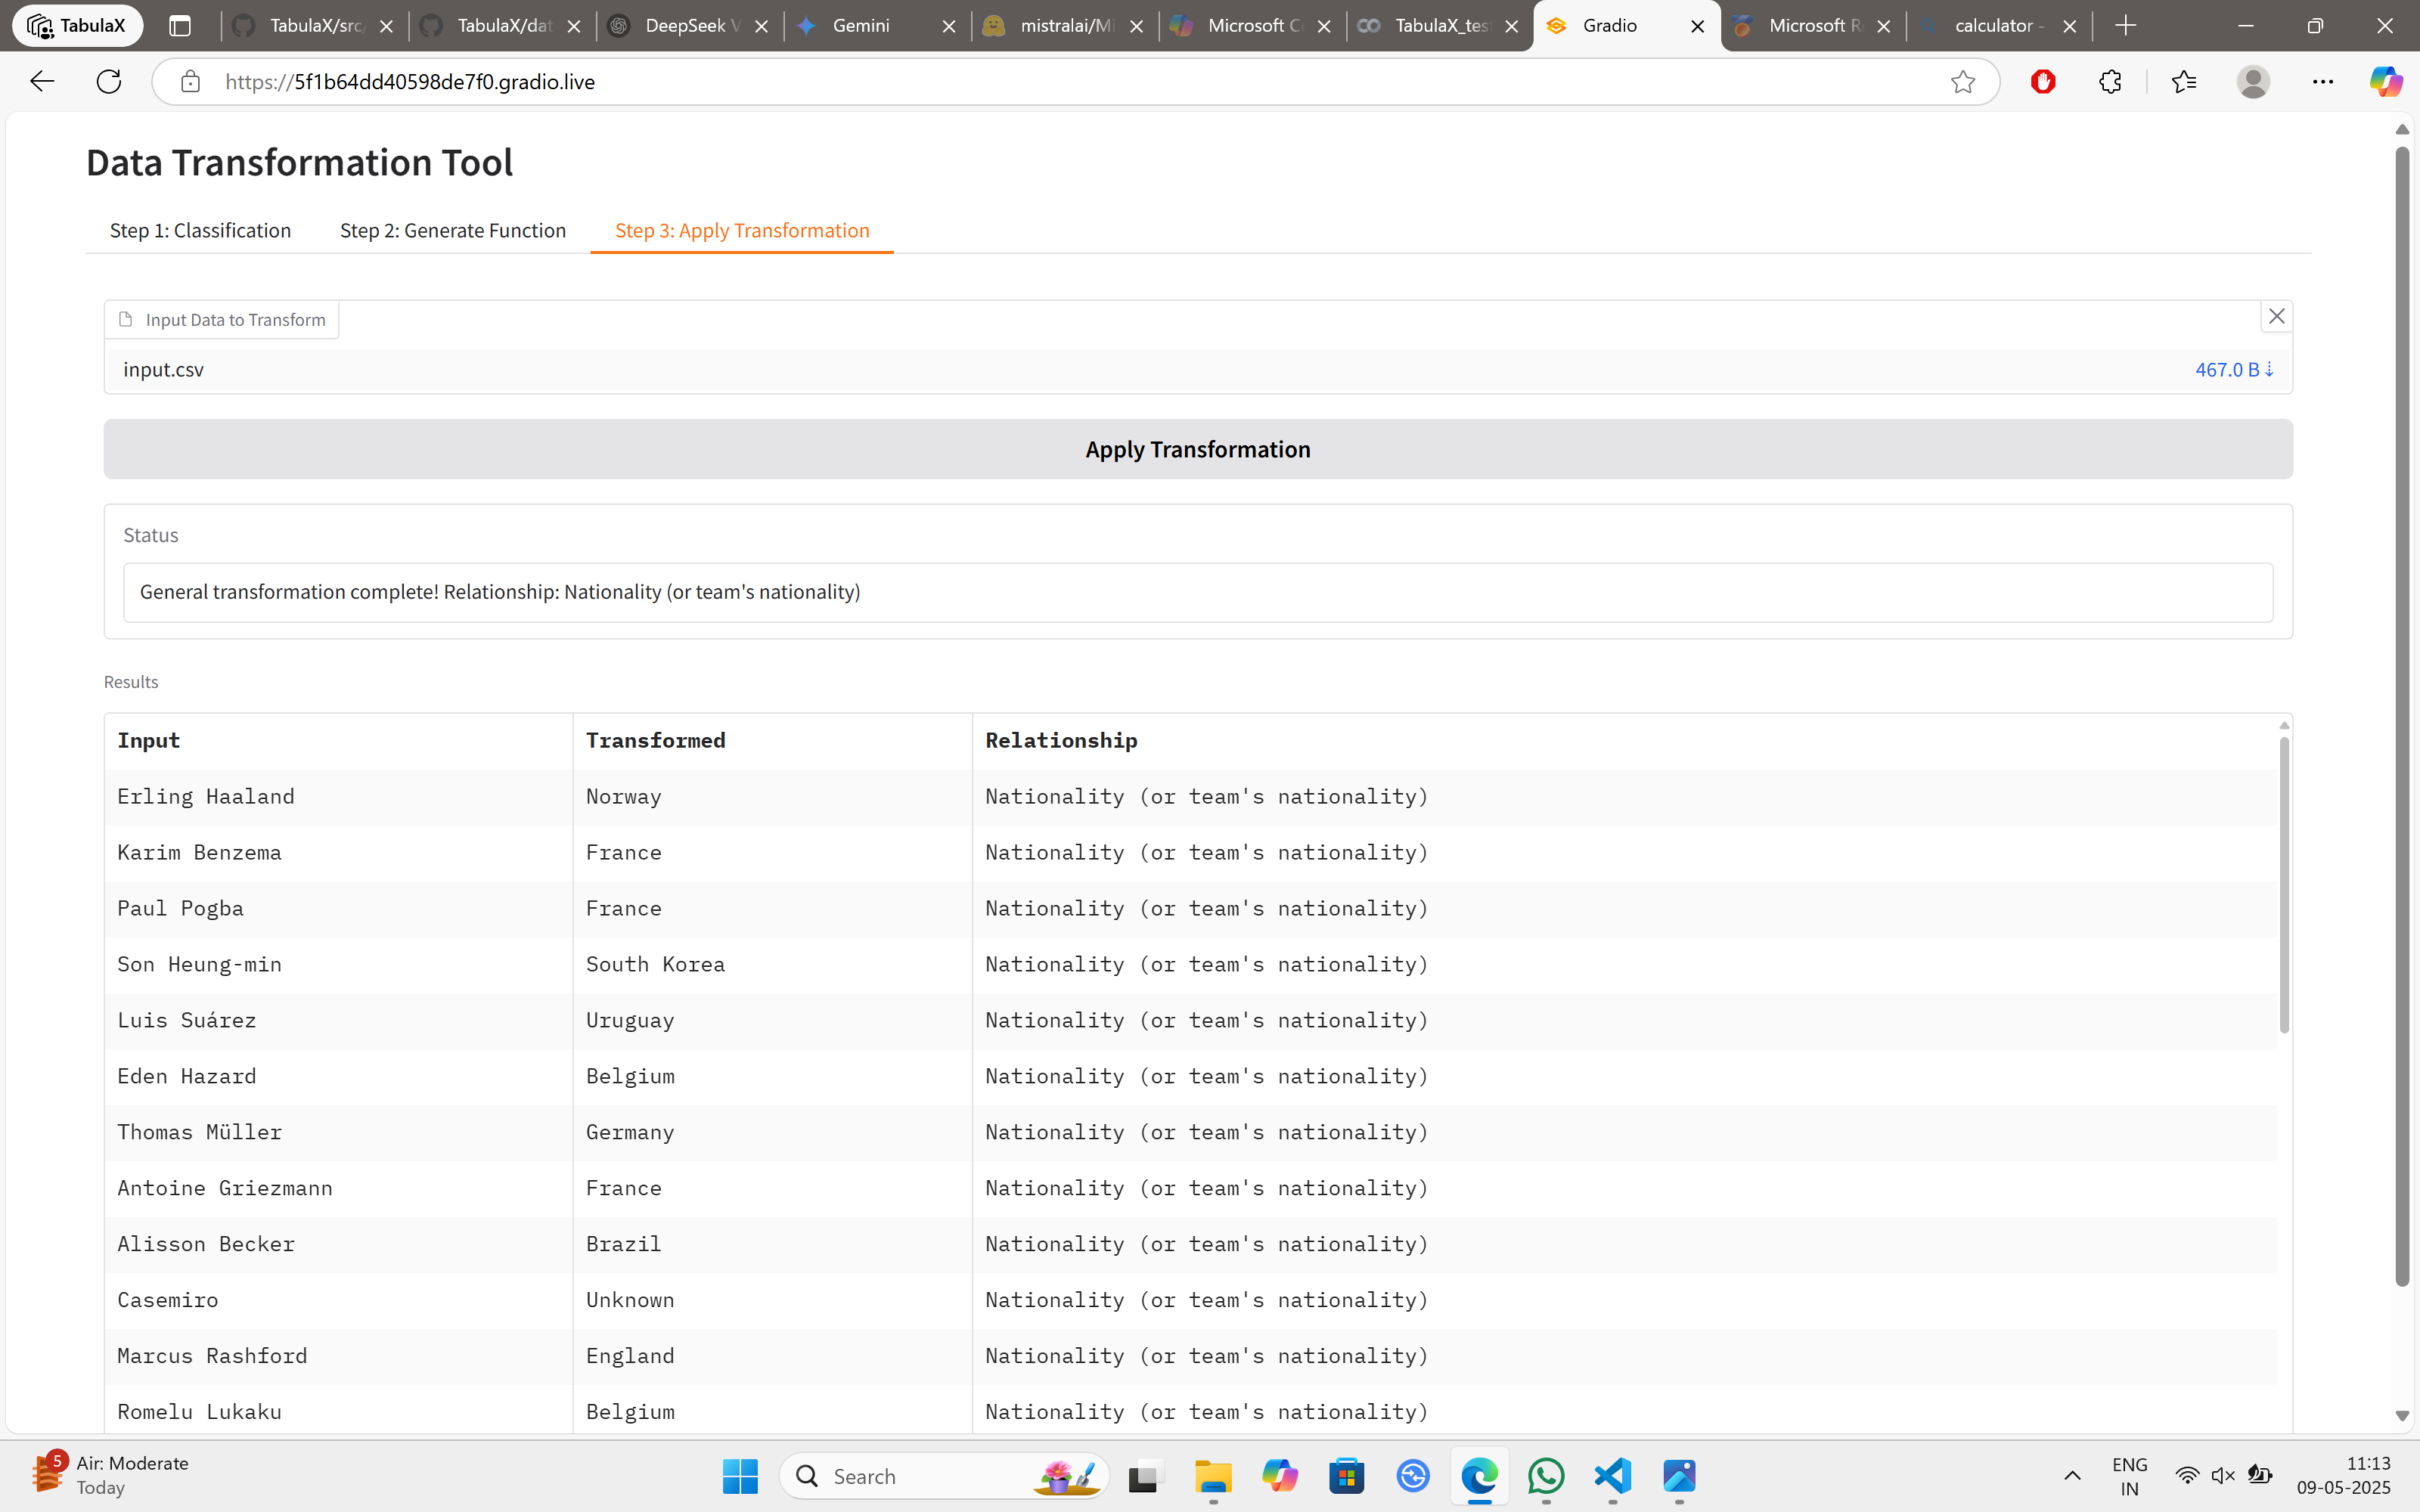 TabulaX
TabulaX/src/
TabulaX/dat
DeepSeek V
Gemini
mistralai/Mi
Microsoft Co
TabulaX_tes
Gradio
Microsoft R
calculator -
https://5f1b64dd40598de7f0.gradio.live
Data Transformation Tool
Step 1: Classification
Step 2: Generate Function
Step 3: Apply Transformation
Input Data to Transform
input.csv
467.0 B ↓
Apply Transformation
Status
General transformation complete! Relationship: Nationality (or team's nationality)
Results
Input Transformed Relationship
Erling Haaland Norway Nationality (or team's nationality)
Karim Benzema France Nationality (or team's nationality)
Paul Pogba France Nationality (or team's nationality)
Son Heung-min South Korea Nationality (or team's nationality)
Luis Suárez Uruguay Nationality (or team's nationality)
Eden Hazard Belgium Nationality (or team's nationality)
Thomas Müller Germany Nationality (or team's nationality)
Antoine Griezmann France Nationality (or team's nationality)
Alisson Becker Brazil Nationality (or team's nationality)
Casemiro Unknown Nationality (or team's nationality)
Marcus Rashford England Nationality (or team's nationality)
Romelu Lukaku Belgium Nationality (or team's nationality)
5
Air: Moderate
Today
Search
ENG
IN
11:13
09-05-2025